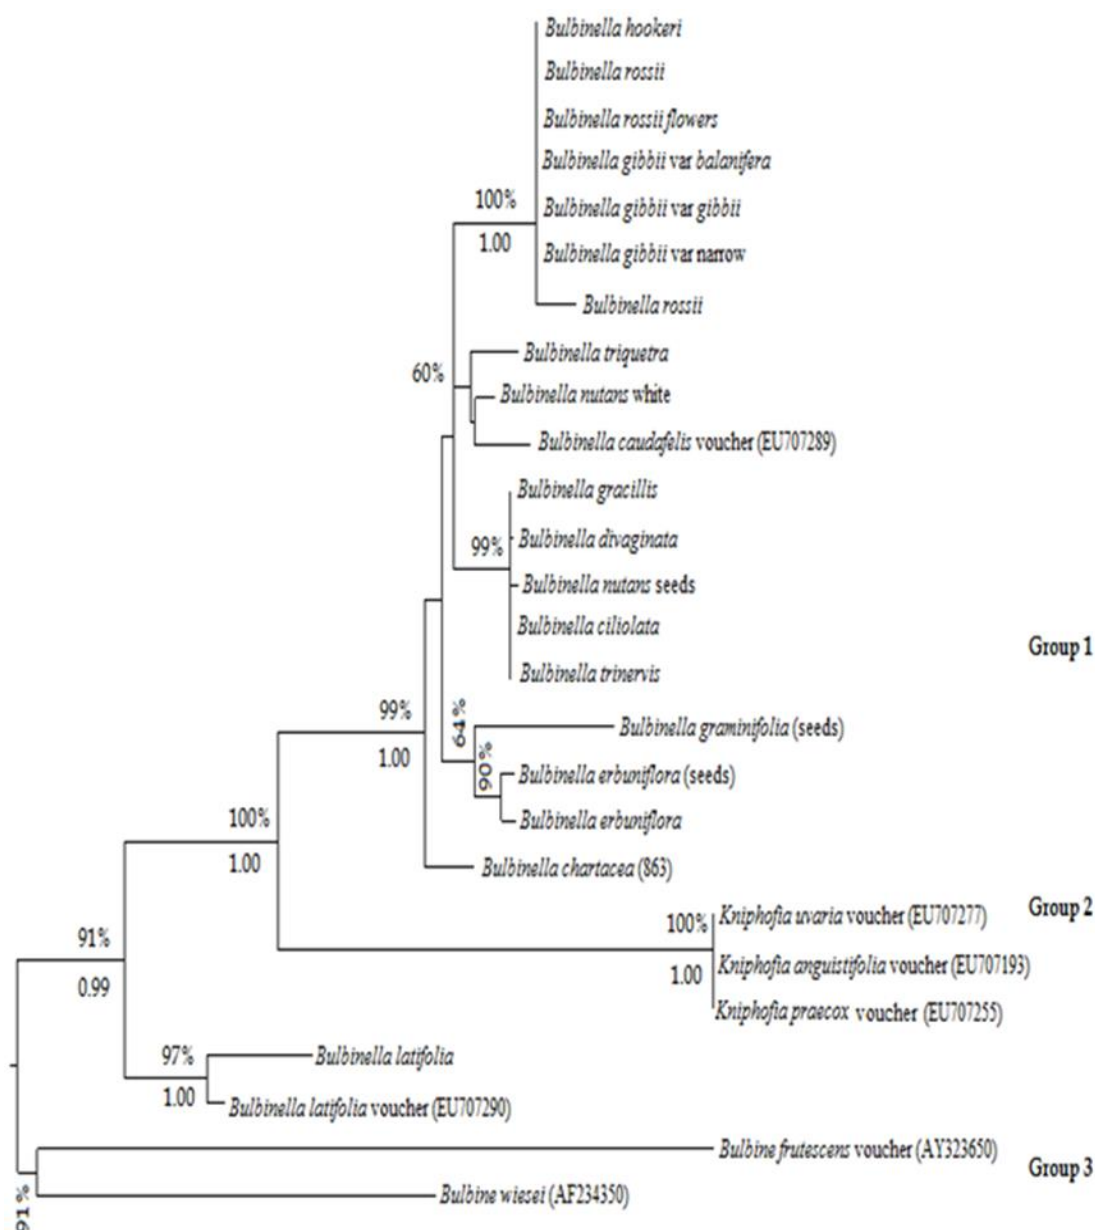 Bulbinella hookeri
Bulbinella rossii
Bulbinella rossii flowers
Bulbinella gibbii var balanifera
100%
Bulbinella gibbii var gibbii
1.00
Bulbinella gibbii var narrow
Bulbinella rossii
Bulbinella triquetra
60%
Bulbinella nutans white
Bulbinella caudafelis voucher (EU707289)
Bulbinella gracillis
99%
Bulbinella divaginata
Bulbinella nutans seeds
Bulbinella ciliolata
Group 1
Bulbinella trinervis
99%
64%
Bulbinella graminifolia (seeds)
1.00
90%
Bulbinella erbuniflora (seeds)
100%
Bulbinella erbuniflora
1.00
Bulbinella chartacea (863)
Group 2
100%
Kniphofia uvaria voucher (EU707277)
91%
1.00
Kniphofia anguistifolia voucher (EU707193)
0.99
Kniphofia praecox voucher (EU707255)
97%
Bulbinella latifolia
1.00
Bulbinella latifolia voucher (EU707290)
Bulbine frutescens voucher (AY323650)
Group 3
91%
Bulbine wiesei (AF234350)